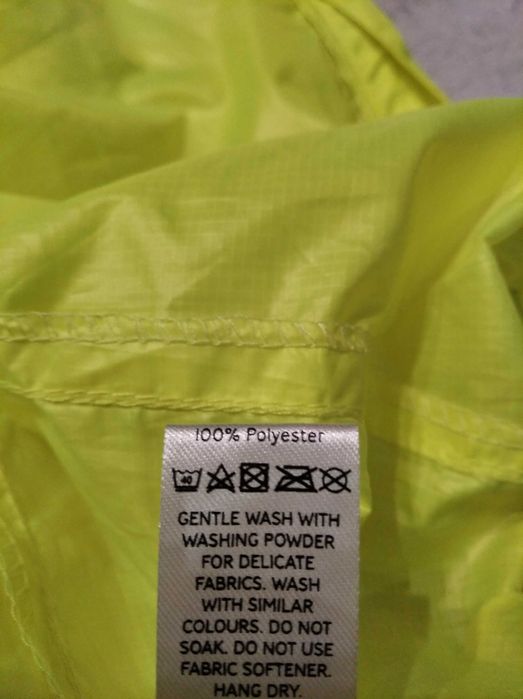 100% Polyester
40
GENTLE WASH WITH
WASHING POWDER
FOR DELICATE
FABRICS. WASH
WITH SIMILAR
COLOURS. DO NOT
SOAK. DO NOT USE
FABRIC SOFTENER.
HANG DRY.